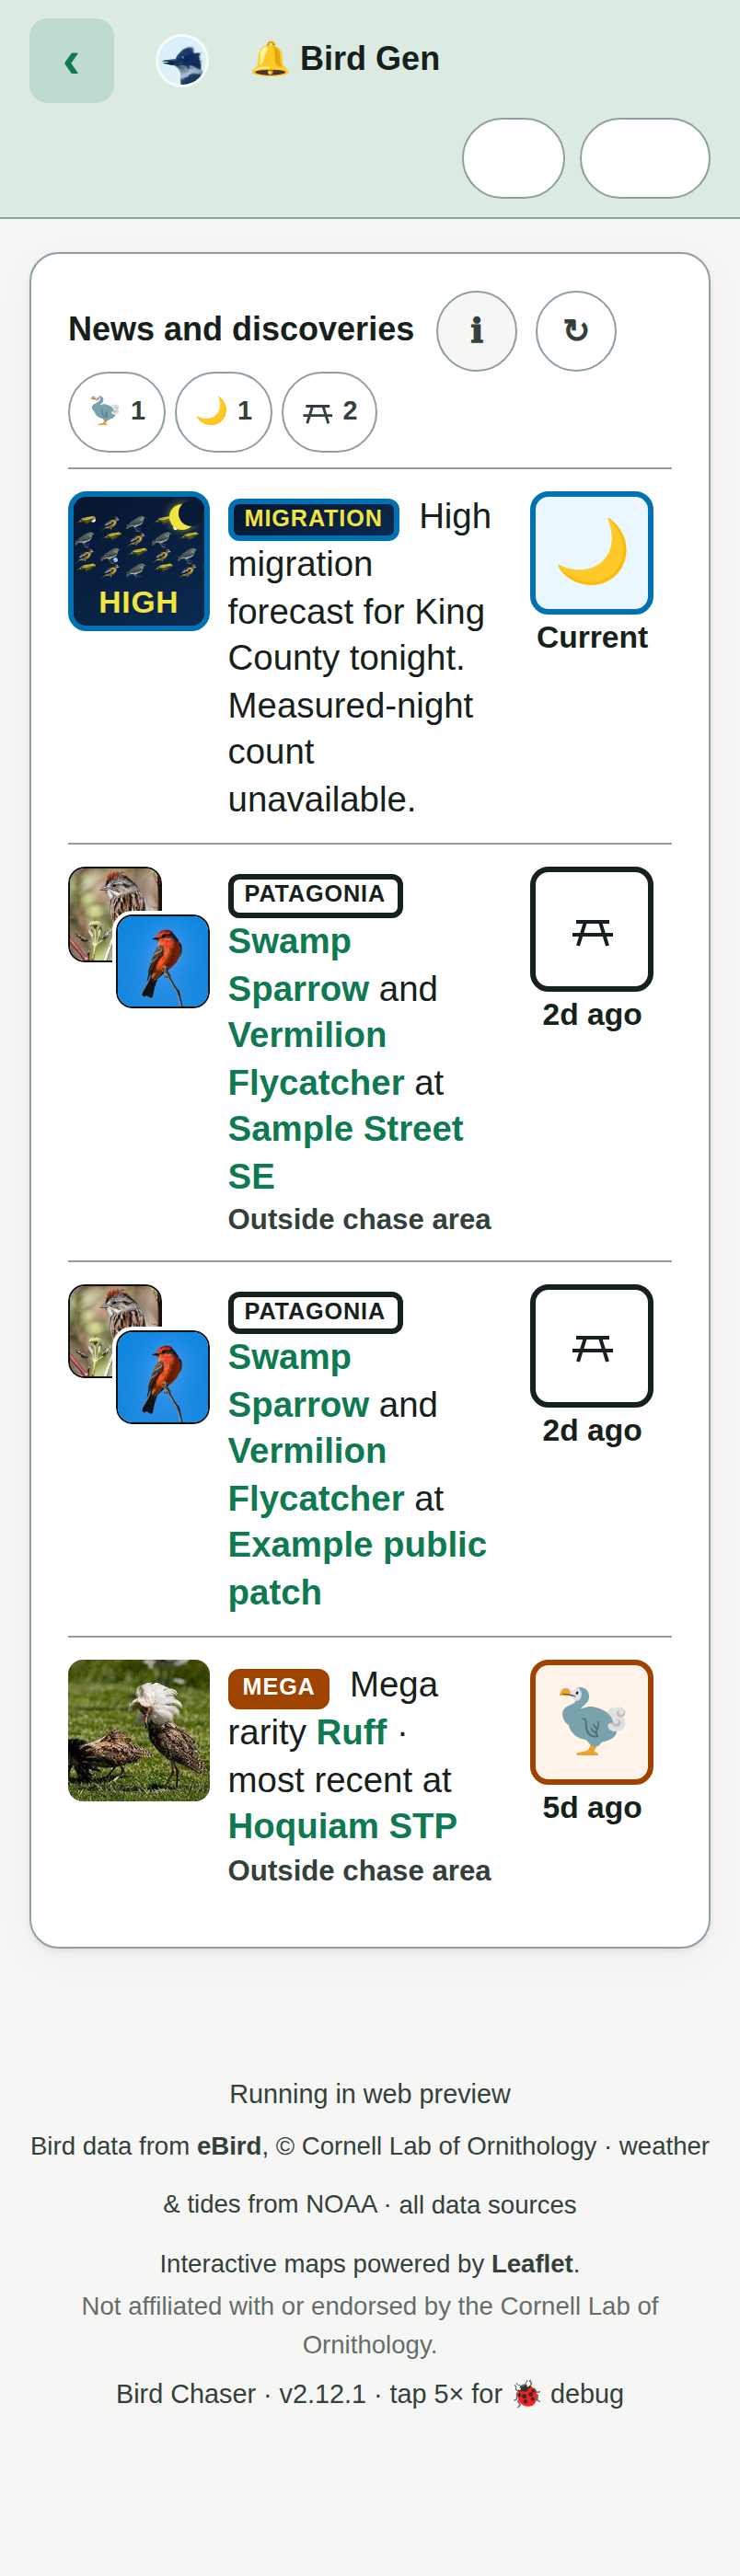 ‹ 🔔 Bird Gen
News and discoveries ℹ ↻
🦤 1 🌙 1 2
HIGH
MIGRATION High
migration
forecast for King
County tonight.
Measured-night
count
unavailable.
Current
PATAGONIA
Swamp
Sparrow and
Vermilion
Flycatcher at
Sample Street
SE
Outside chase area
2d ago
PATAGONIA
Swamp
Sparrow and
Vermilion
Flycatcher at
Example public
patch
2d ago
MEGA Mega
rarity Ruff ·
most recent at
Hoquiam STP
Outside chase area
5d ago
Running in web preview
Bird data from eBird, © Cornell Lab of Ornithology · weather
& tides from NOAA · all data sources
Interactive maps powered by Leaflet.
Not affiliated with or endorsed by the Cornell Lab of
Ornithology.
Bird Chaser · v2.12.1 · tap 5× for 🐞 debug